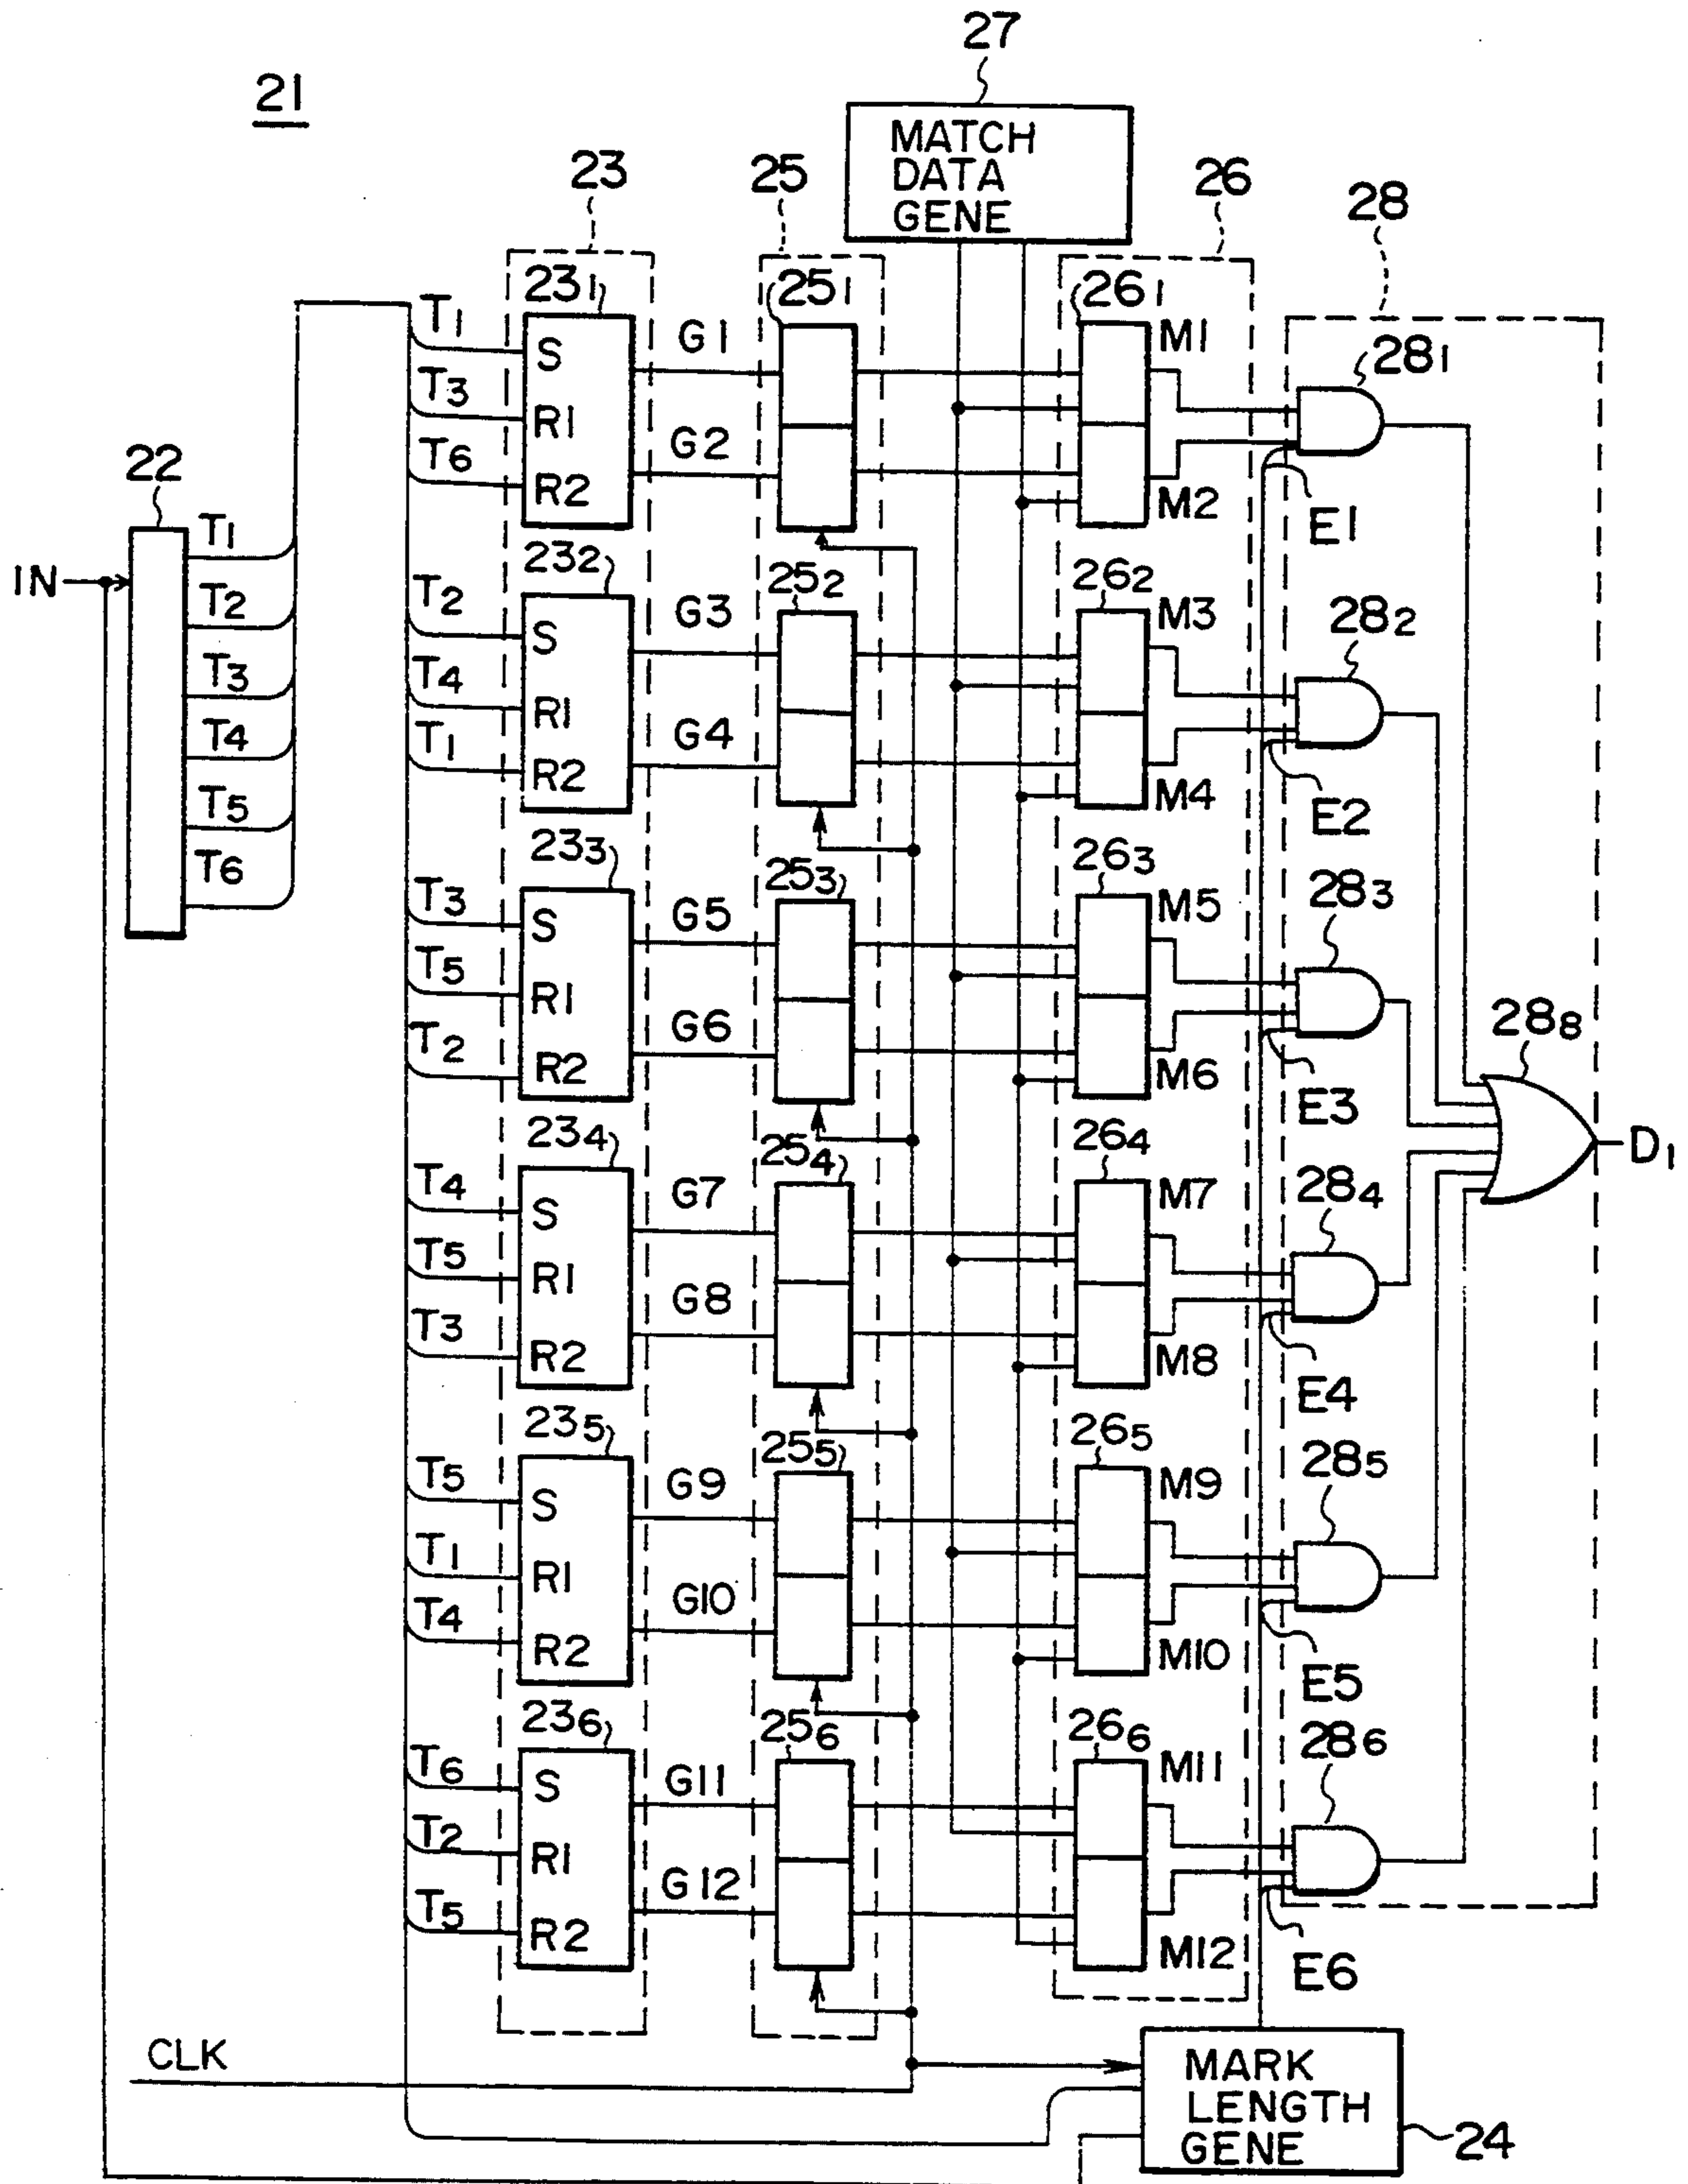 27
21
MATCH
DATA
GENE
23
25
26
28
23₁
25₁
26₁
T₁
S
G1
M1
28₁
T₃
R1
G2
T₆
R2
M2
E1
22
IN
T₁
T₂
T₃
T₄
T₅
T₆
23₂
25₂
26₂
T₂
S
G3
M3
28₂
T₄
R1
G4
T₁
R2
M4
E2
23₃
25₃
26₃
T₃
S
G5
M5
28₃
T₅
R1
G6
T₂
R2
M6
E3
28₈
D₁
23₄
25₄
26₄
T₄
S
G7
M7
28₄
T₅
R1
G8
T₃
R2
M8
E4
23₅
25₅
26₅
T₅
S
G9
M9
28₅
T₁
R1
G10
T₄
R2
M10
E5
23₆
25₆
26₆
T₆
S
G11
M11
28₆
T₂
R1
G12
T₅
R2
M12
E6
CLK
MARK
LENGTH
GENE
24